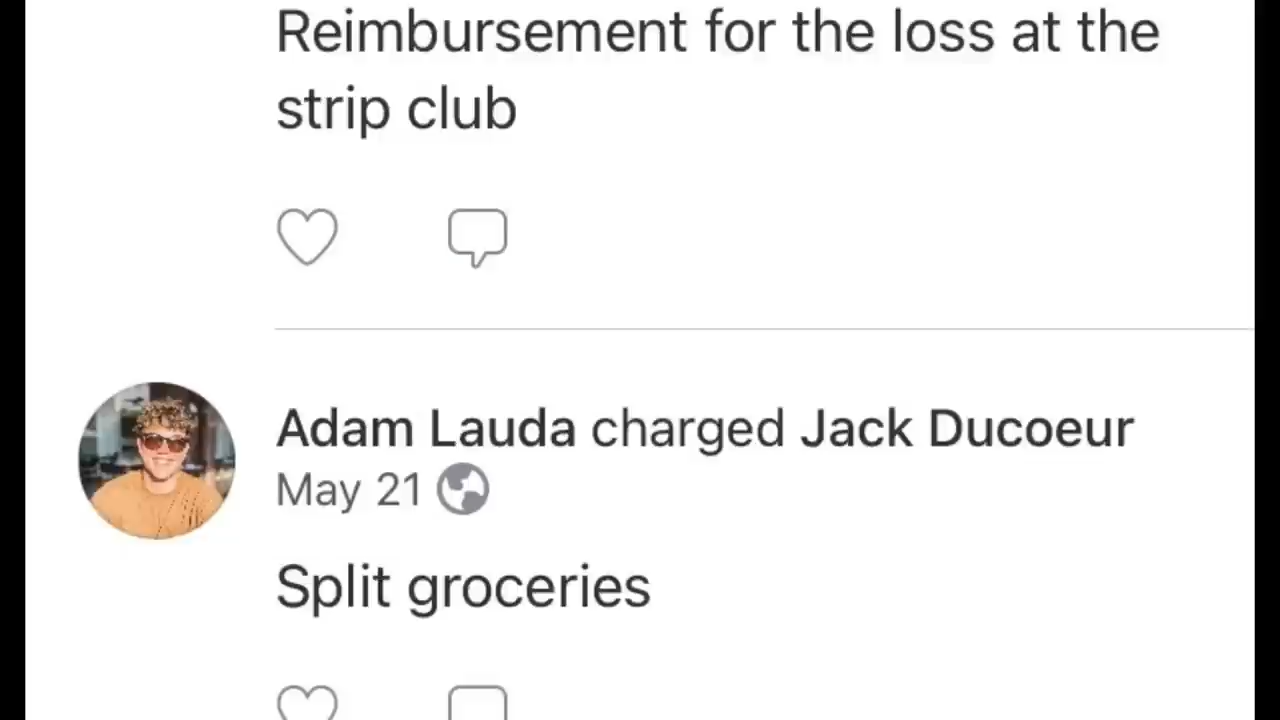 Reimbursement for the loss at the
strip club
Adam Lauda charged Jack Ducoeur
May 21
Split groceries